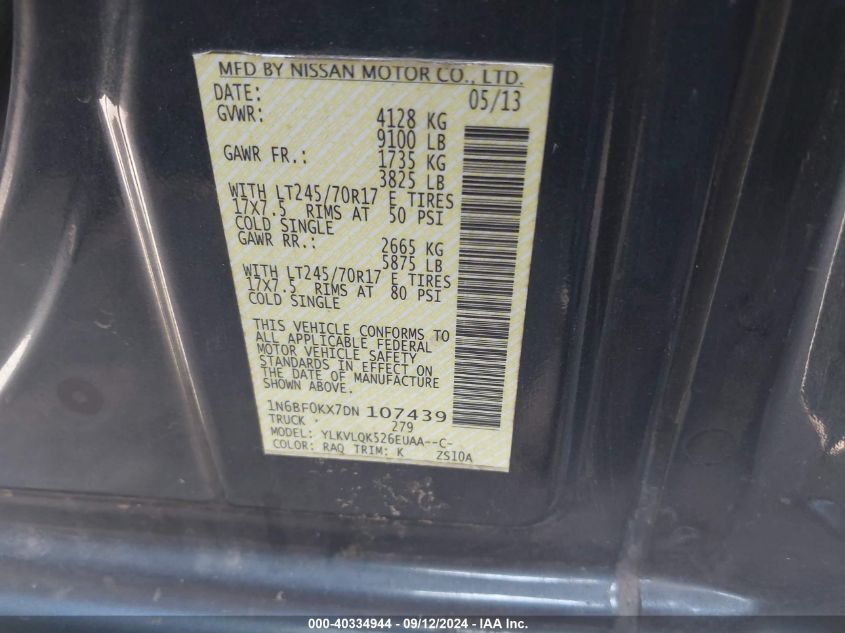 MFD BY NISSAN MOTOR CO., LTD.
DATE: 05/13
GVWR: 4128 KG
9100 LB
GAWR FR.: 1735 KG
3825 LB
WITH LT245/70R17 E TIRES
17X7.5 RIMS AT 50 PSI
COLD SINGLE
GAWR RR.: 2665 KG
5875 LB
WITH LT245/70R17 E TIRES
17X7.5 RIMS AT 80 PSI
COLD SINGLE
THIS VEHICLE CONFORMS TO
ALL APPLICABLE FEDERAL
MOTOR VEHICLE SAFETY
STANDARDS IN EFFECT ON
THE DATE OF MANUFACTURE
SHOWN ABOVE.
1N6BF0KX7DN 107439
TRUCK 279
MODEL: YLKVLQK526EUAA--C-
COLOR: RAQ TRIM: K ZS10A
000-40334944 - 09/12/2024 - IAA Inc.